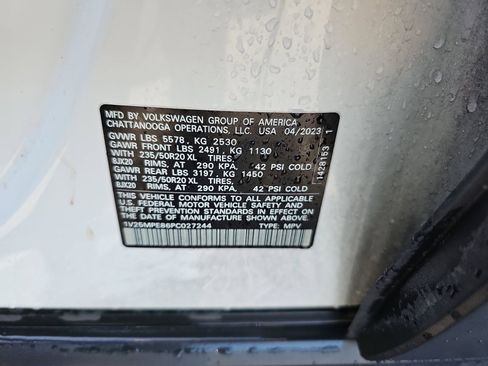 MFD. BY VOLKSWAGEN GROUP OF AMERICA
CHATTANOOGA OPERATIONS, LLC. USA 04/2023
GVWR LBS 5578, KG 2530
GAWR FRONT LBS 2491, KG 1130
WITH 235/50R20 XL TIRES,
8JX20 AT 290 KPA, 42 PSI COLD
GAWR REAR LBS 3197, KG 1450
WITH 235/50R20 XL TIRES,
8JX20 AT 290 KPA, 42 PSI COLD
THIS VEHICLE CONFORMS TO ALL APPLICABLE
U.S. FEDERAL MOTOR VEHICLE SAFETY AND
THEFT PREVENTION STANDARDS IN EFFECT ON
THE DATE OF MANUFACTURE SHOWN ABOVE.
TYPE: MPV